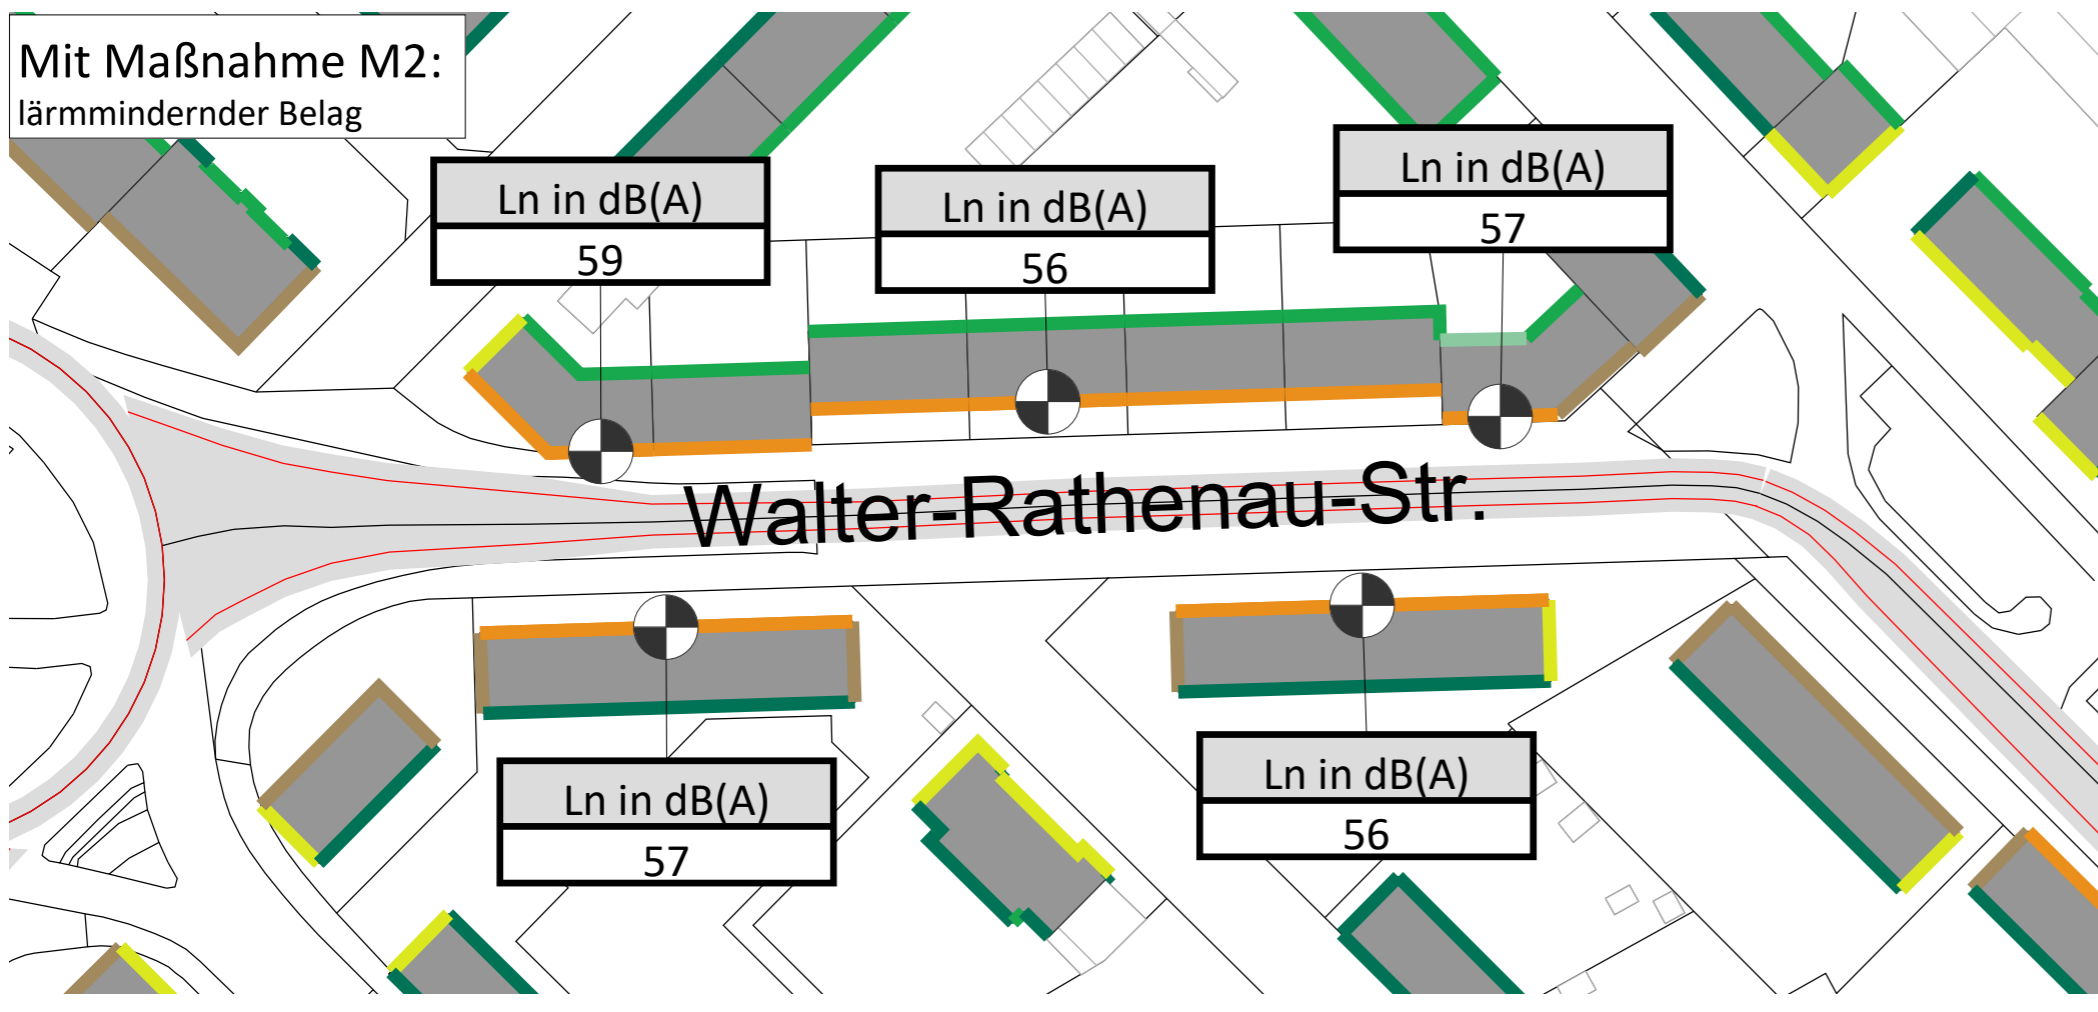 Mit Maßnahme M2:
lärmmindernder Belag
Ln in dB(A)
59
Ln in dB(A)
56
Ln in dB(A)
57
Walter-Rathenau-Str.
Ln in dB(A)
57
Ln in dB(A)
56